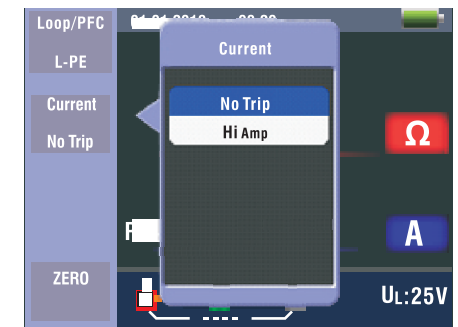 Loop/PFC
L-PE
Current
No Trip
ZERO
Current
No Trip
Hi Amp
Ω
A
UL:25V